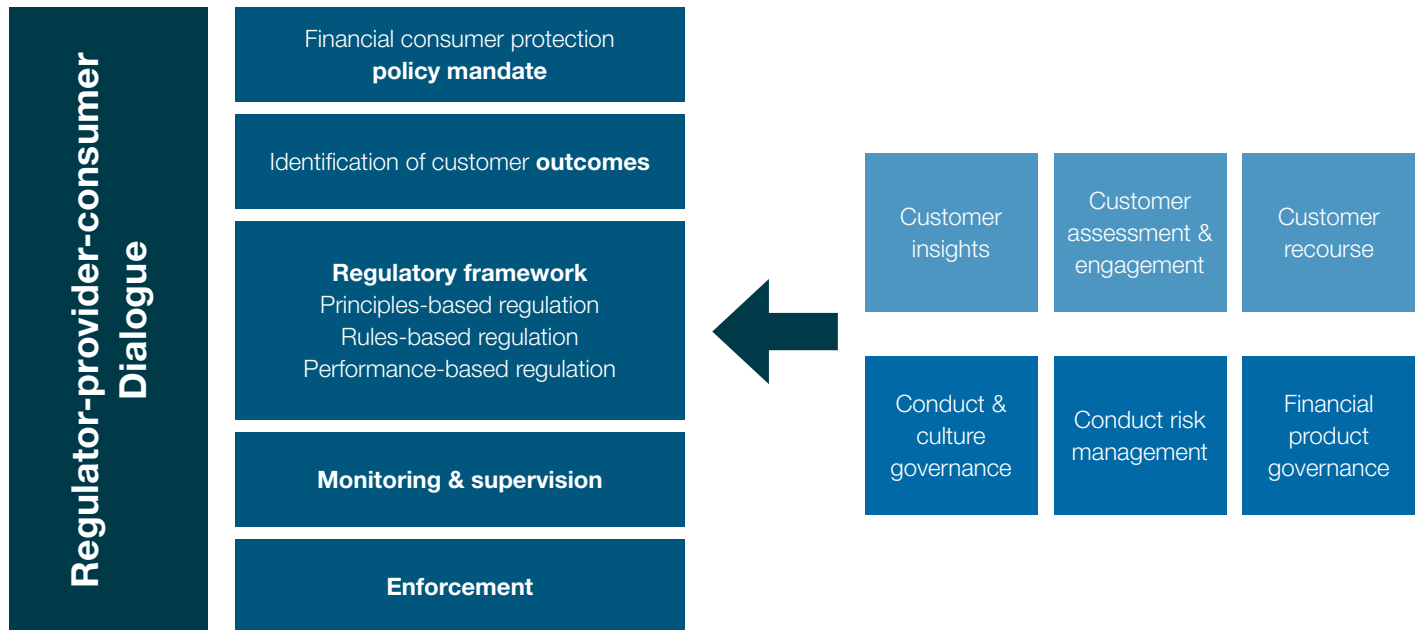 Regulator-provider-consumer
Dialogue
Financial consumer protection
policy mandate
Identification of customer outcomes
Regulatory framework
Principles-based regulation
Rules-based regulation
Performance-based regulation
Monitoring & supervision
Enforcement
Customer
insights
Customer
assessment &
engagement
Customer
recourse
Conduct &
culture
governance
Conduct risk
management
Financial
product
governance